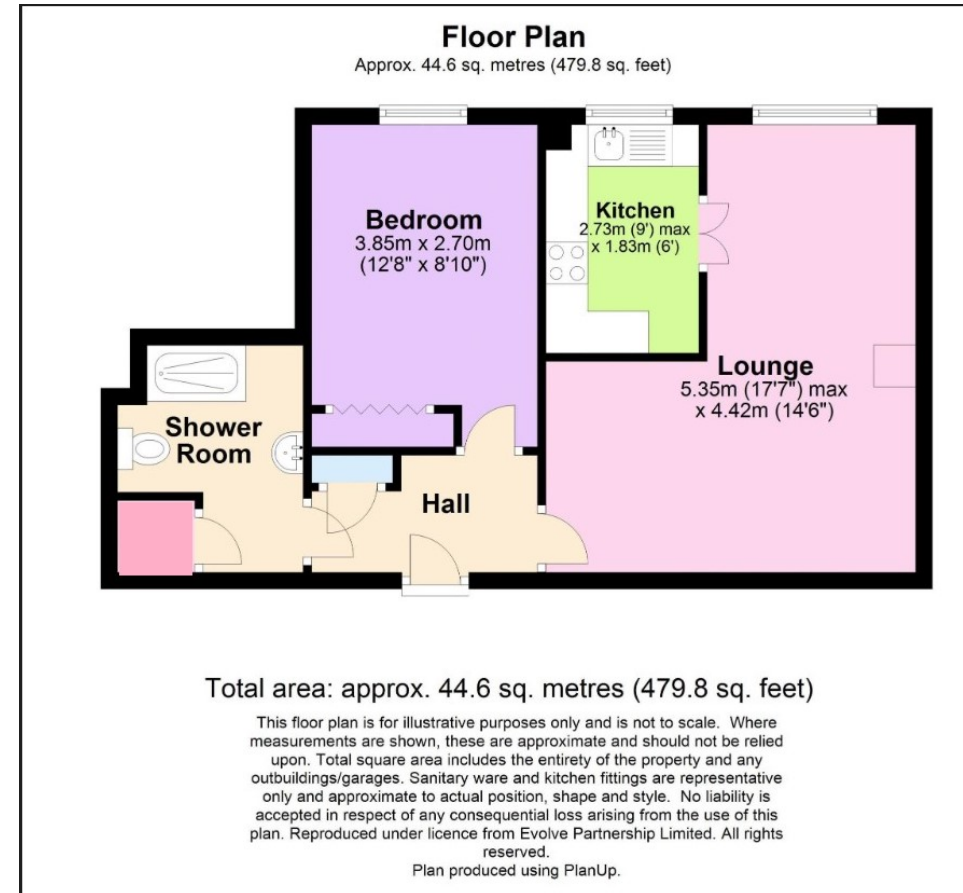 Floor Plan
Approx. 44.6 sq. metres (479.8 sq. feet)
Bedroom
3.85m x 2.70m
(12'8" x 8'10")
Kitchen
2.73m (9') max
x 1.83m (6')
Lounge
5.35m (17'7") max
x 4.42m (14'6")
Shower
Room
Hall
Total area: approx. 44.6 sq. metres (479.8 sq. feet)
This floor plan is for illustrative purposes only and is not to scale. Where
measurements are shown, these are approximate and should not be relied
upon. Total square area includes the entirety of the property and any
outbuildings/garages. Sanitary ware and kitchen fittings are representative
only and approximate to actual position, shape and style. No liability is
accepted in respect of any consequential loss arising from the use of this
plan. Reproduced under licence from Evolve Partnership Limited. All rights
reserved.
Plan produced using PlanUp.